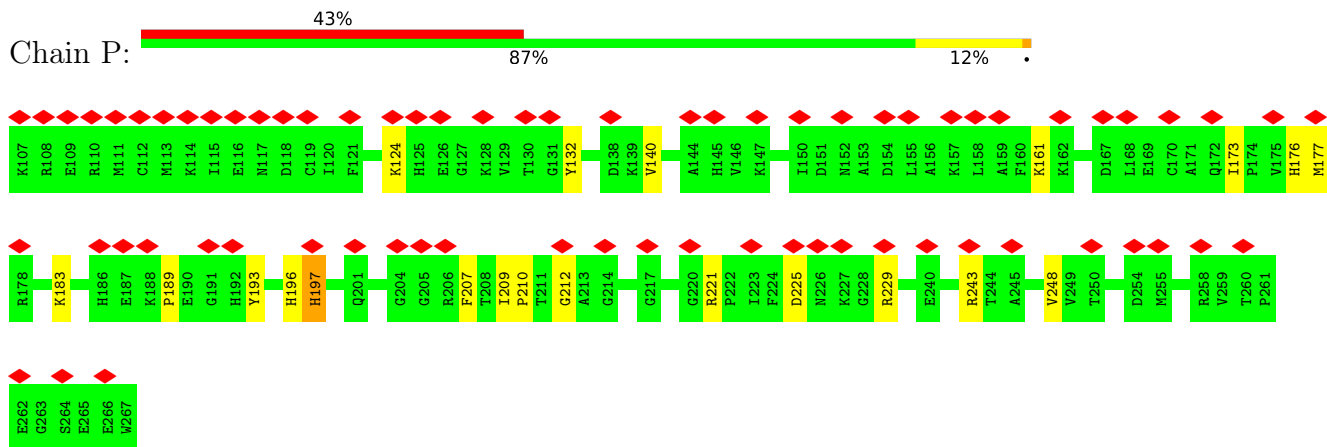 43%
Chain P:
87% 12% •
K107 R108 E109 R110 M111 C112 M113 K114 I115 E116 N117 D118 C119 I120 F121 K124 H125 E126 G127 K128 V129 T130 G131 Y132 D138 K139 V140 A144 H145 V146 K147 I150 D151 N152 A153 D154 L155 A156 K157 L158 A159 F160 K161 K162 D167 L168 E169 C170 A171 Q172 I173 P174 V175 H176 M177
R178 K183 H186 E187 K188 P189 E190 G191 H192 Y193 H196 H197 Q201 G204 G205 R206 F207 T208 I209 P210 T211 G212 A213 G214 G217 G220 R221 P222 I223 F224 D225 N226 K227 G228 R229 E240 R243 T244 A245 V248 V249 T250 D254 M255 R258 V259 T260 P261
E262 G263 S264 E265 E266 W267